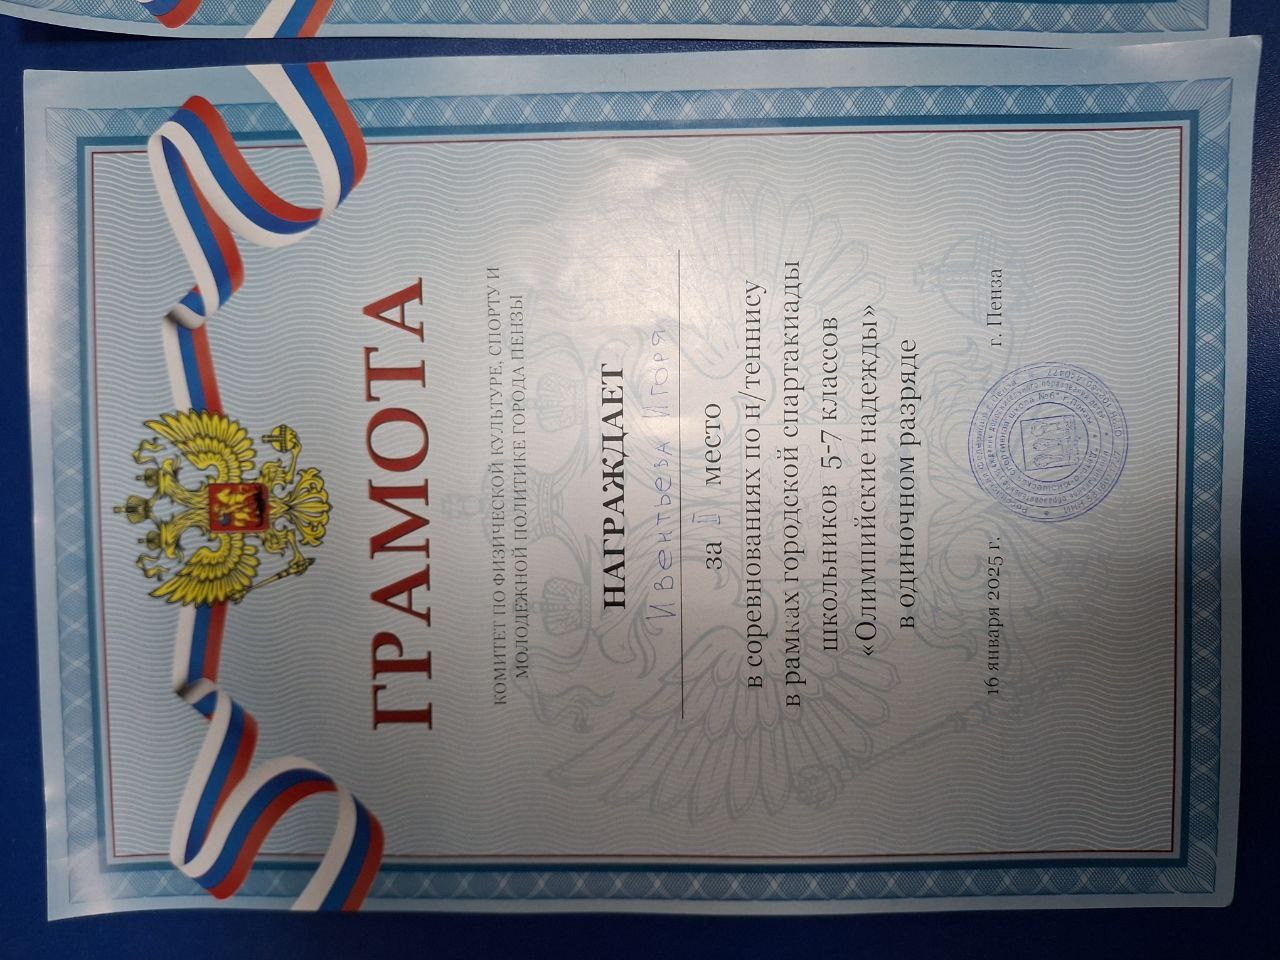 ГРАМОТА
КОМИТЕТ ПО ФИЗИЧЕСКОЙ КУЛЬТУРЕ, СПОРТУ И
МОЛОДЕЖНОЙ ПОЛИТИКЕ ГОРОДА ПЕНЗЫ
НАГРАЖДАЕТ
Ивентьева Игоря
за II место
в соревнованиях по н/теннису
в рамках городской спартакиады
школьников 5-7 классов
«Олимпийские надежды»
в одиночном разряде
16 января 2025 г. г. Пенза